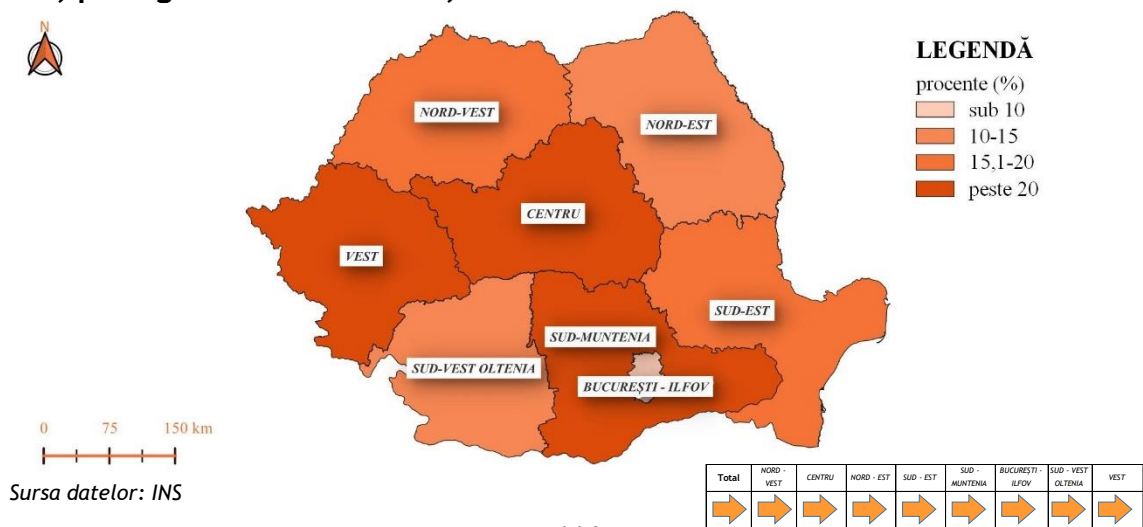 N
LEGENDĂ
procente (%)
sub 10
10-15
15,1-20
peste 20
NORD-VEST
NORD-EST
CENTRU
VEST
SUD-EST
SUD-MUNTENIA
SUD-VEST OLTENIA
BUCUREȘTI - ILFOV
0 75 150 km
Sursa datelor: INS
Total NORD - VEST CENTRU NORD - EST SUD - EST SUD - MUNTENIA BUCUREȘTI - ILFOV SUD - VEST OLTENIA VEST